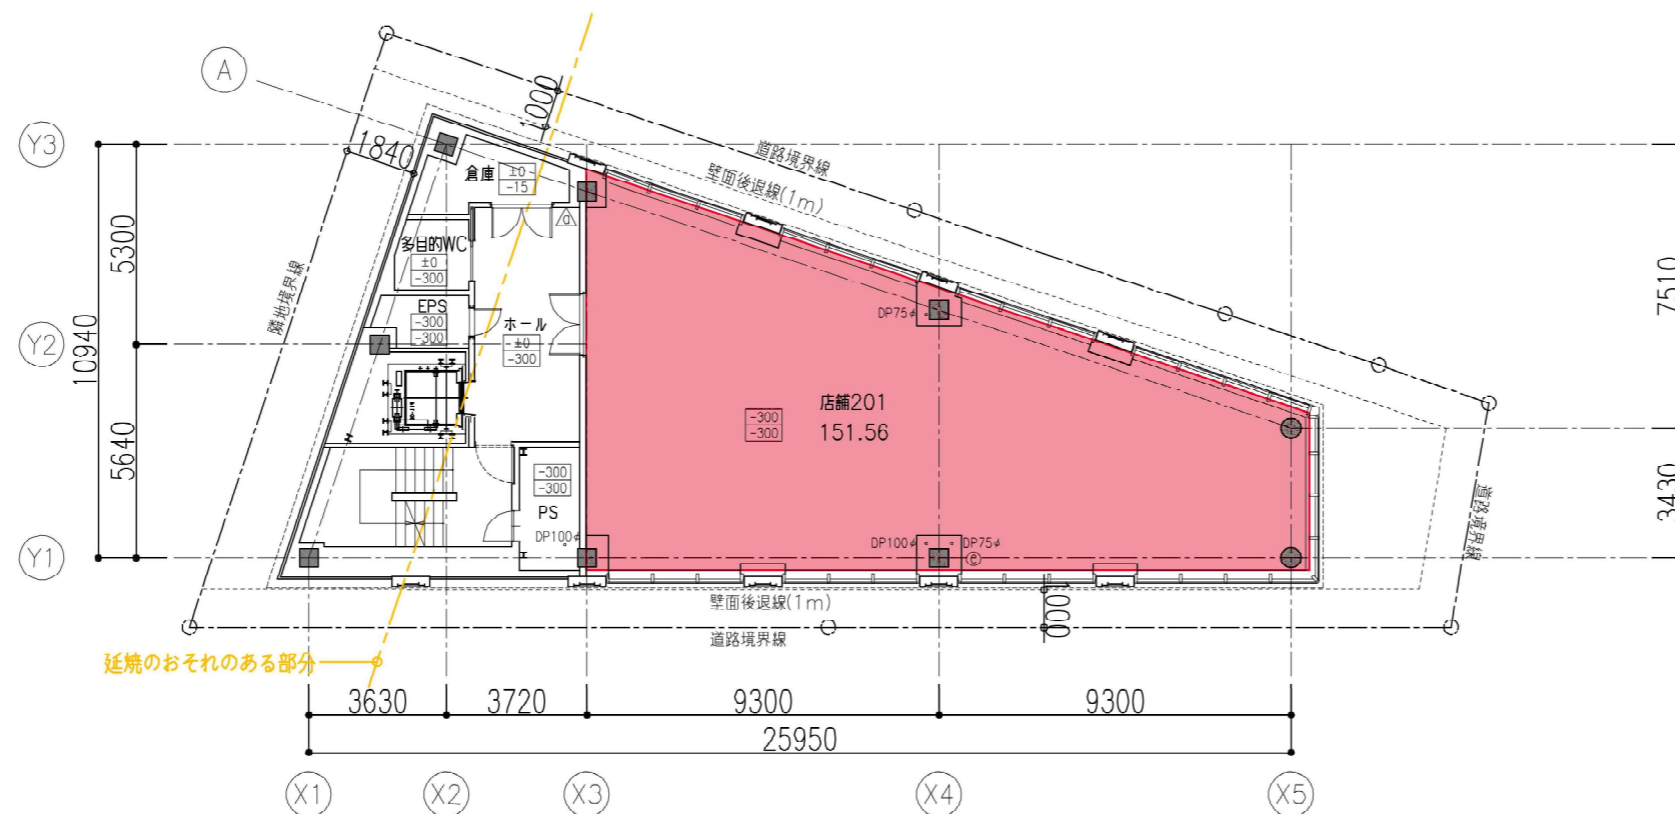 A
Y3
1000
1840
倉庫
±0
-15
道路境界線
壁面後退線(1m)
a
5300
多目的WC
±0
-300
隣地境界線
7510
EPS
-300
-300
ホール
±0
-300
DP75φ
Y2
10940
店舗201
151.56
-300
-300
5640
-300
-300
PS
DP100φ
DP100φ
DP75φ
e
3430
道路境界線
Y1
壁面後退線(1m)
1000
道路境界線
延焼のおそれのある部分
3630
3720
9300
9300
25950
X1
X2
X3
X4
X5